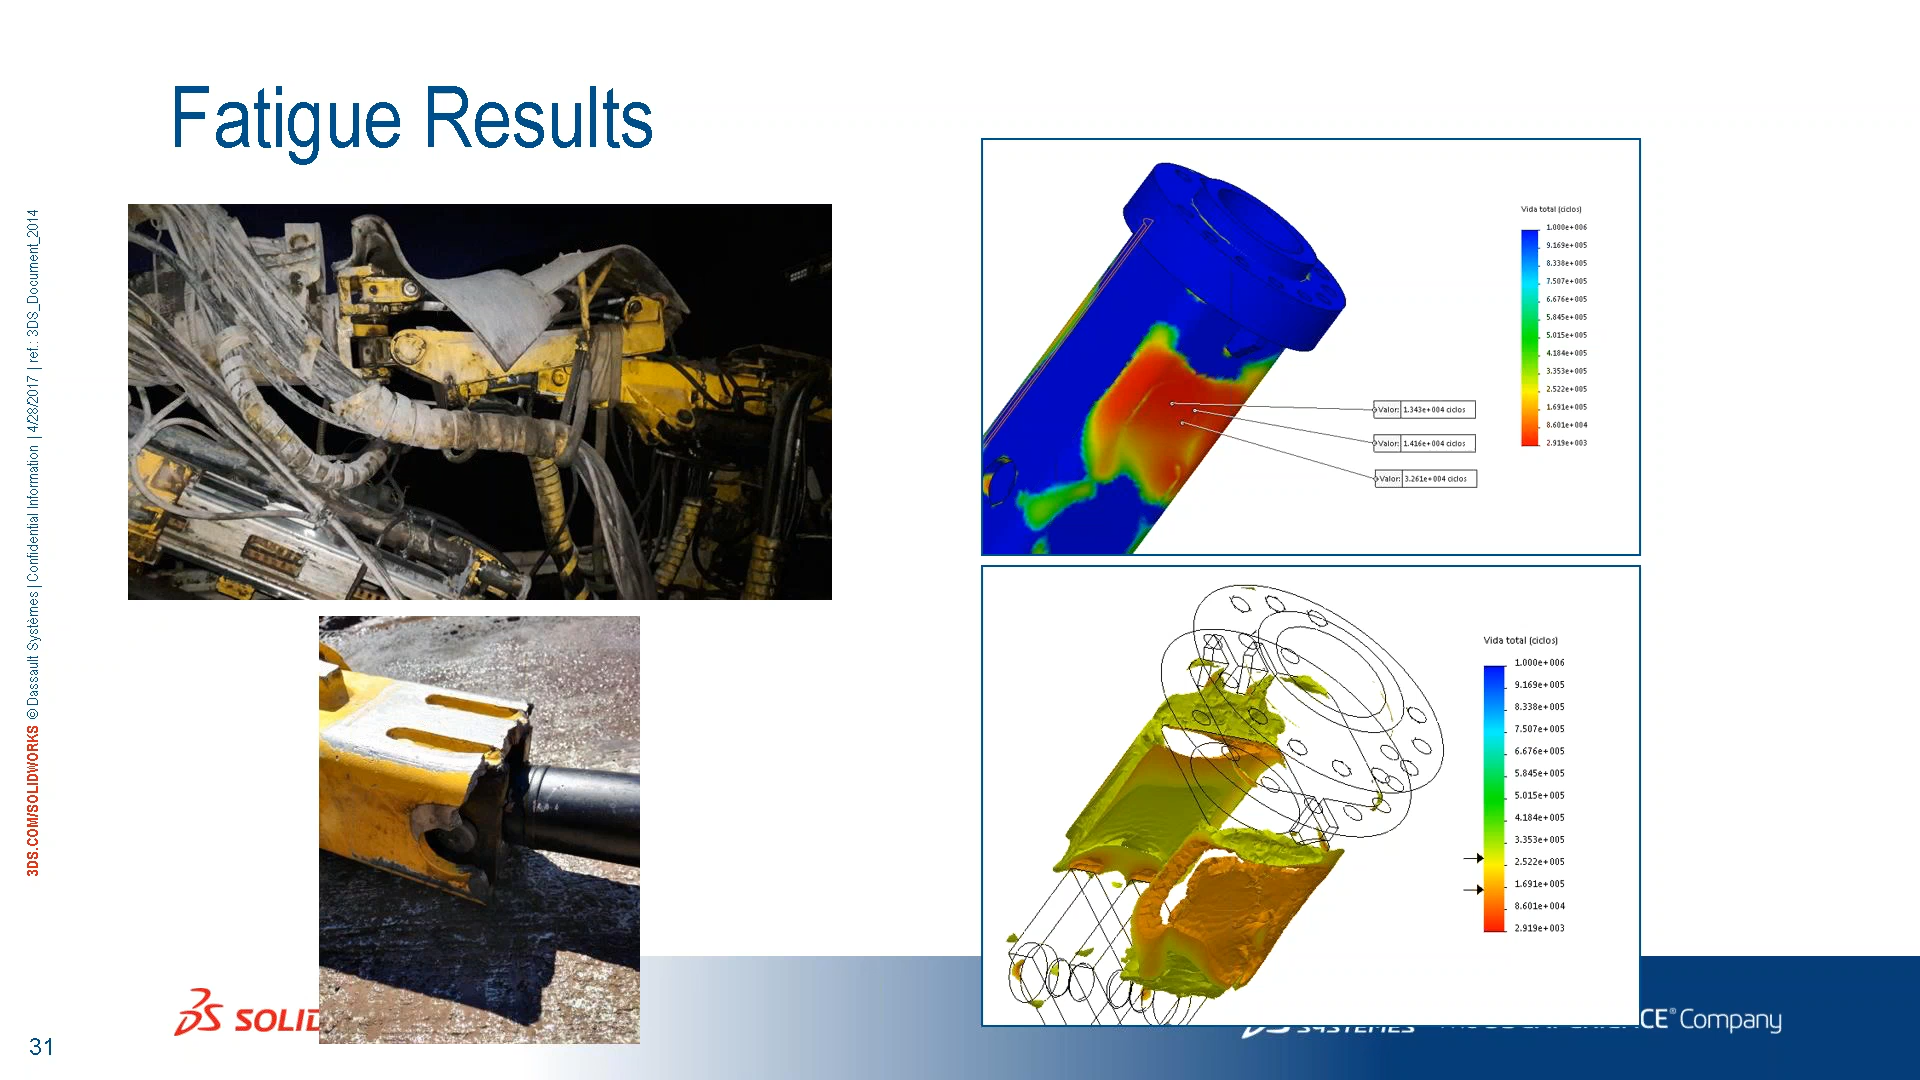 Fatigue Results
3DS.COM/SOLIDWORKS © Dassault Systèmes | Confidential Information | 4/28/2017 | ref.: 3DS_Document_2014
Vida total (ciclos)
1.000e+006
9.169e+005
8.338e+005
7.507e+005
6.676e+005
5.845e+005
5.015e+005
4.184e+005
3.353e+005
2.522e+005
1.691e+005
8.601e+004
2.919e+003
Valor: 1.343e+004 ciclos
Valor: 1.416e+004 ciclos
Valor: 3.261e+004 ciclos
Vida total (ciclos)
1.000e+006
9.169e+005
8.338e+005
7.507e+005
6.676e+005
5.845e+005
5.015e+005
4.184e+005
3.353e+005
2.522e+005
1.691e+005
8.601e+004
2.919e+003
SOLID
CE® Company
31